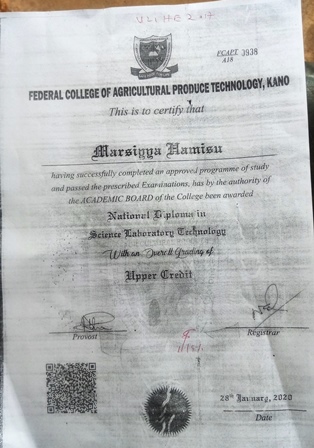 FCAPT 3938
A18
FEDERAL COLLEGE OF AGRICULTURAL PRODUCE TECHNOLOGY, KANO
This is to certify that
Marsiyya Hamisu
having successfully completed an approved programme of study
and passed the prescribed Examinations, has by the authority of
the ACADEMIC BOARD of the College been awarded
National Diploma in
Science Laboratory Technology
With an Overall Grading of:
Upper Credit
Provost
Registrar
28th January, 2020
Date